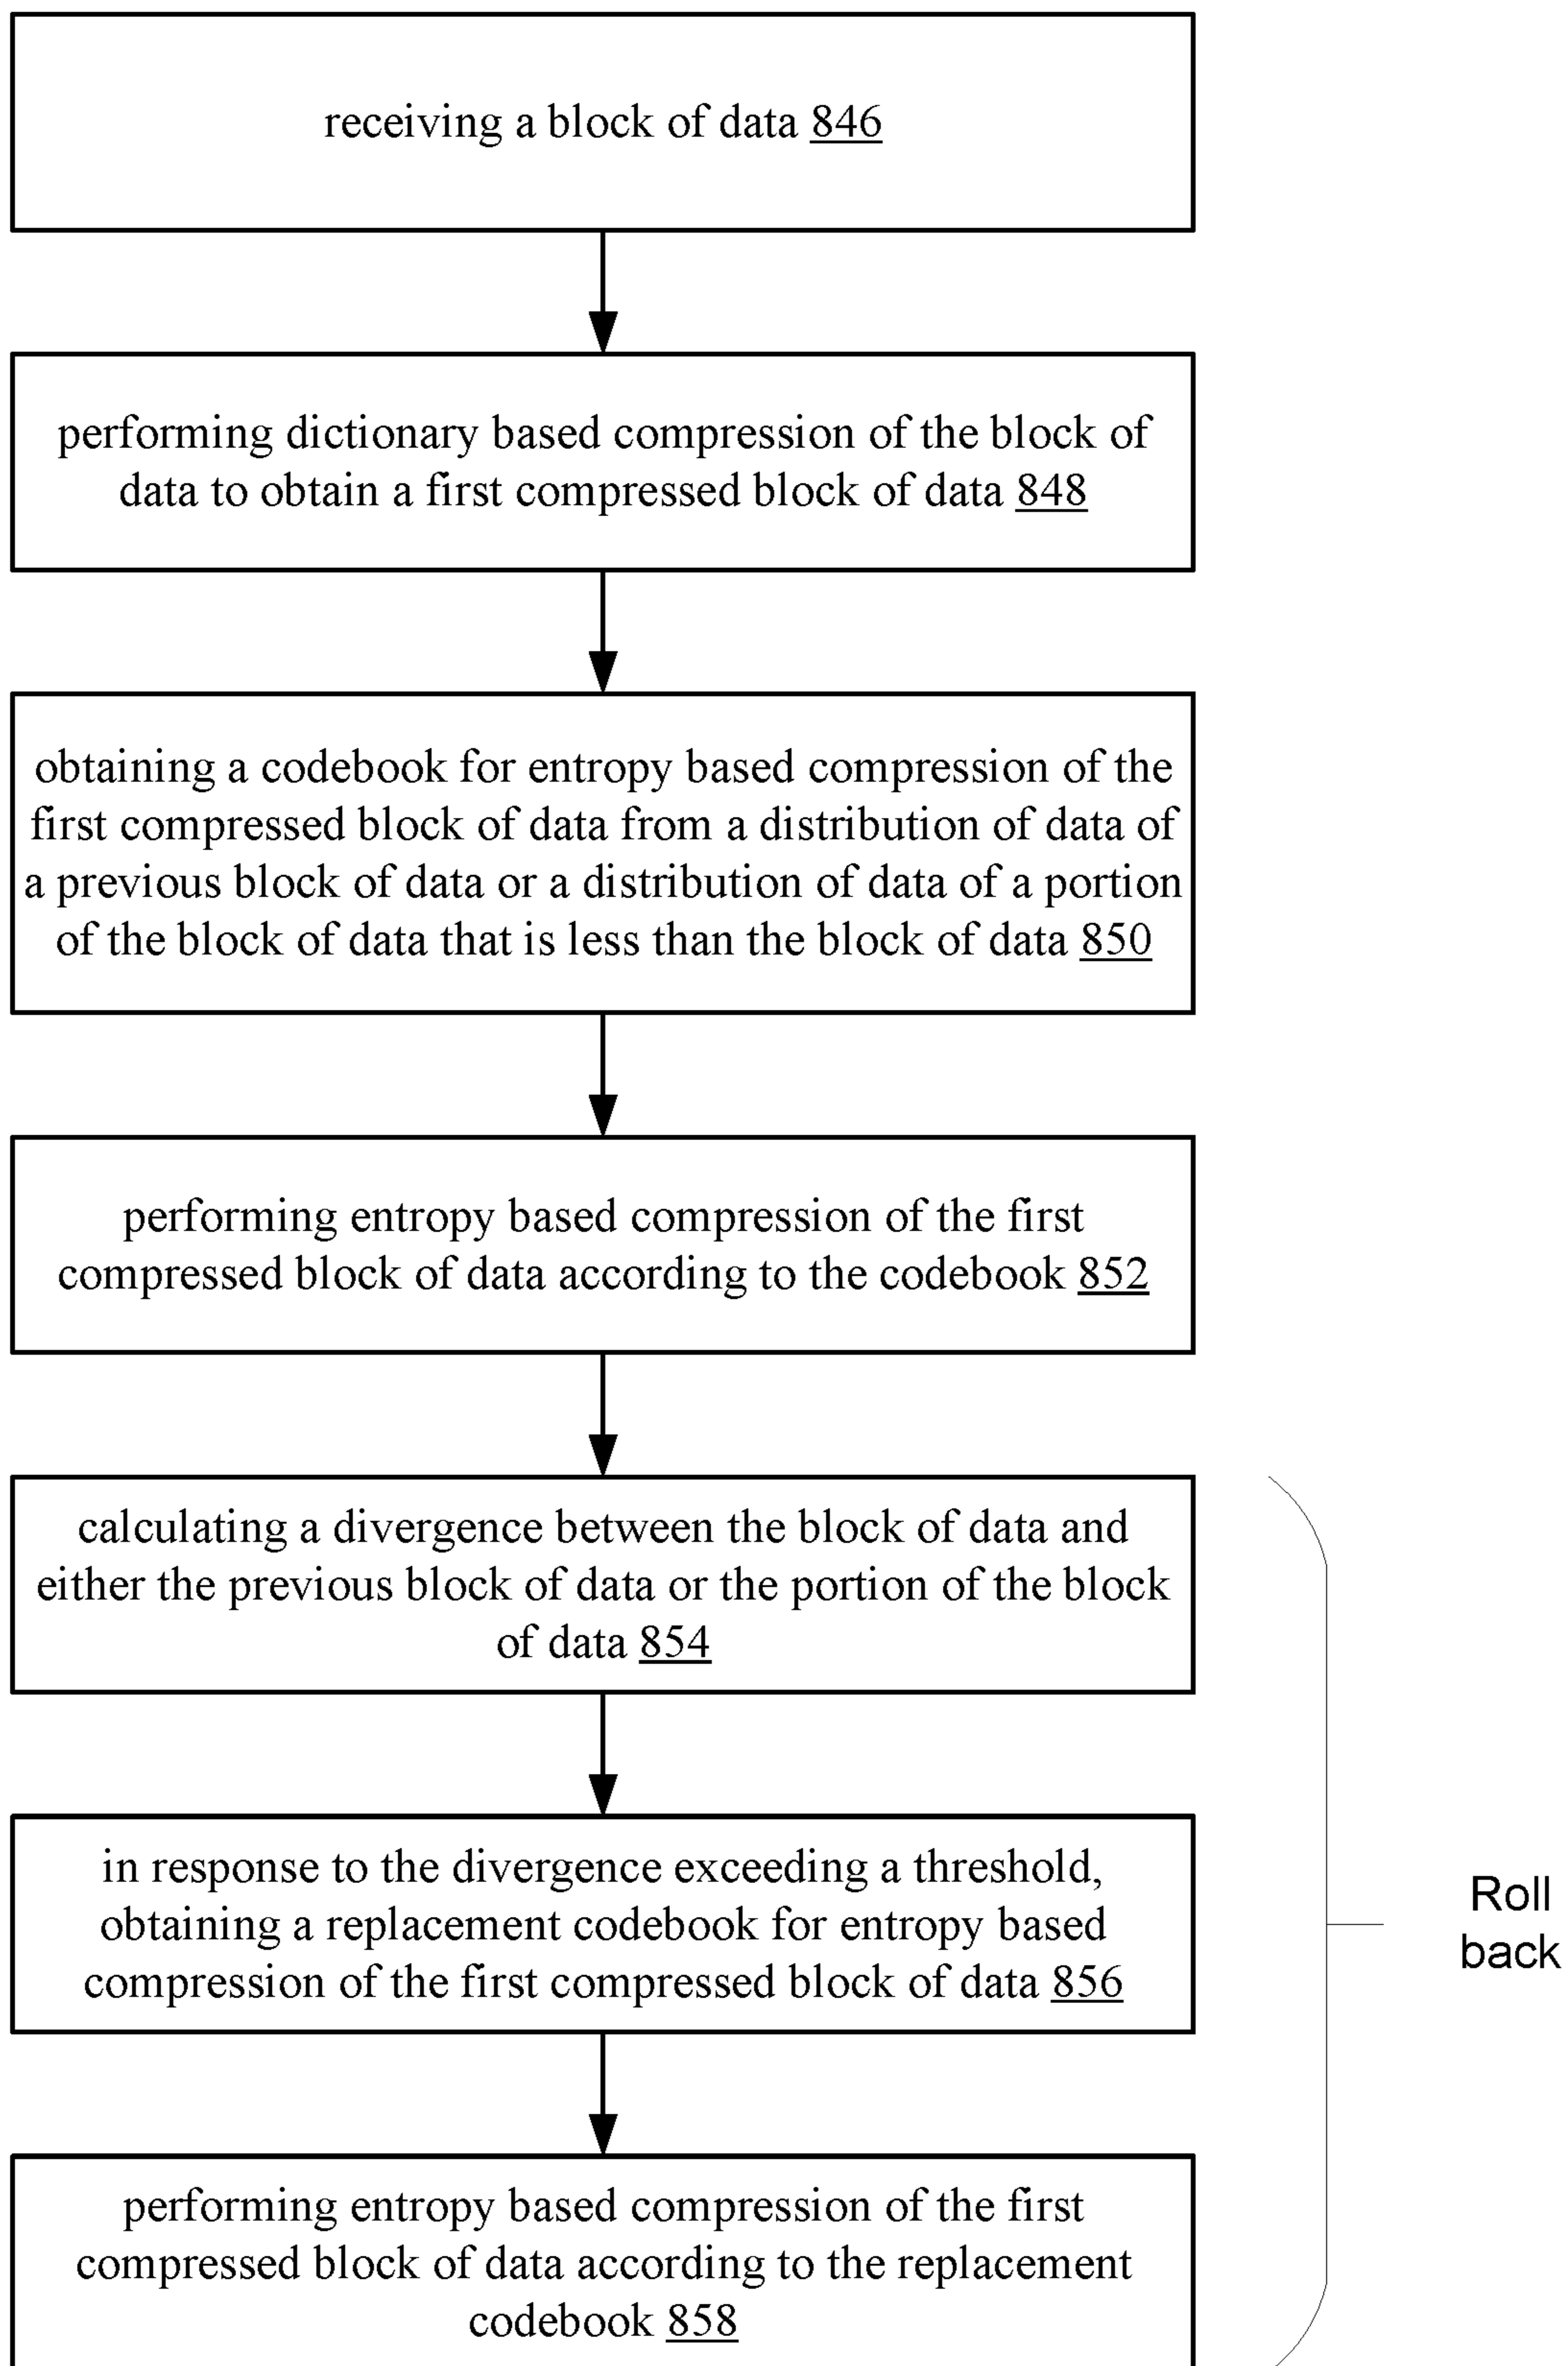 receiving a block of data 846
performing dictionary based compression of the block of
data to obtain a first compressed block of data 848
obtaining a codebook for entropy based compression of the
first compressed block of data from a distribution of data of
a previous block of data or a distribution of data of a portion
of the block of data that is less than the block of data 850
performing entropy based compression of the first
compressed block of data according to the codebook 852
calculating a divergence between the block of data and
either the previous block of data or the portion of the block
of data 854
in response to the divergence exceeding a threshold,
obtaining a replacement codebook for entropy based
compression of the first compressed block of data 856
Roll
back
performing entropy based compression of the first
compressed block of data according to the replacement
codebook 858